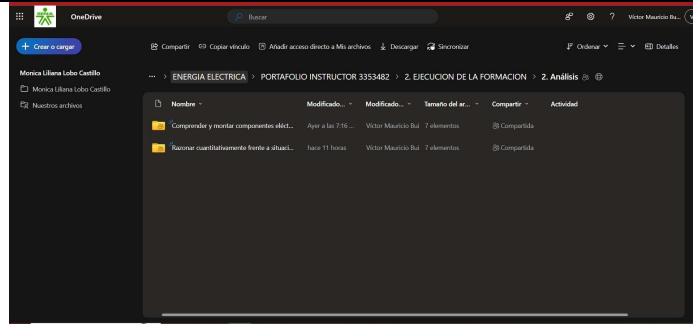 OneDrive
Buscar
Víctor Mauricio Bu...
Crear o cargar
Compartir
Copiar vínculo
Añadir acceso directo a Mis archivos
Descargar
Sincronizar
Ordenar
Detalles
Monica Liliana Lobo Castillo
Monica Liliana Lobo Castillo
Nuestros archivos
... > ENERGIA ELECTRICA > PORTAFOLIO INSTRUCTOR 3353482 > 2. EJECUCION DE LA FORMACION > 2. Análisis
Nombre Modificado... Modificado... Tamaño del ar... Compartir Actividad
Comprender y montar componentes eléct... Ayer a las 7:16 ... Víctor Mauricio Bui 7 elementos Compartida
Razonar cuantitativamente frente a situaci... hace 11 horas Víctor Mauricio Bui 7 elementos Compartida